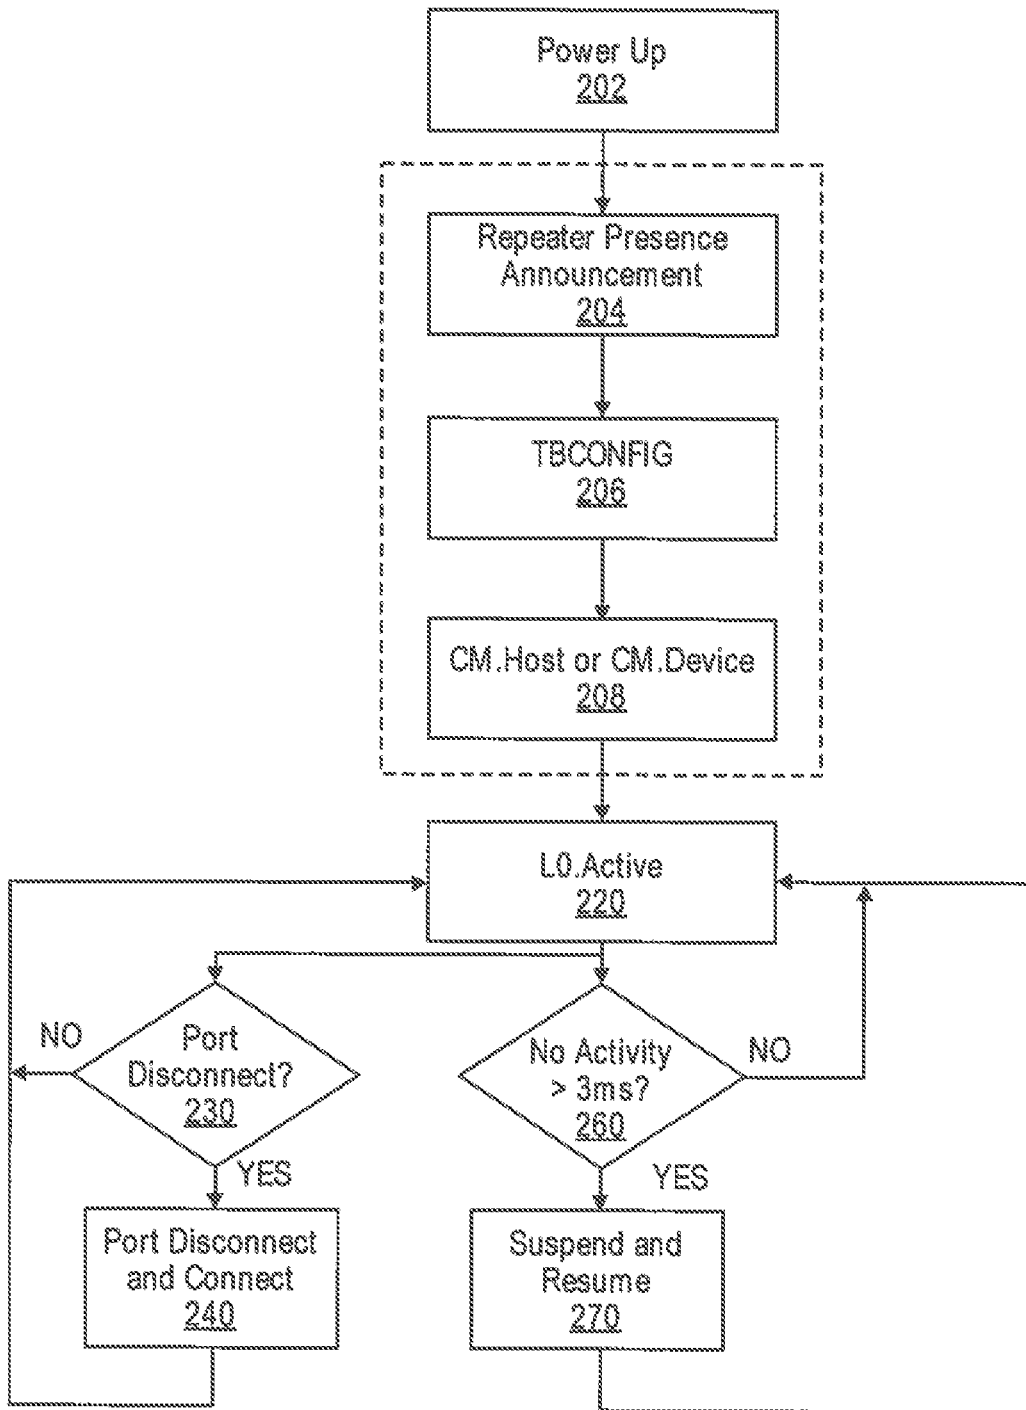 Power Up
202
Repeater Presence
Announcement
204
TBCONFIG
206
CM.Host or CM.Device
208
L0.Active
220
NO
Port
Disconnect?
230
YES
No Activity
> 3ms?
260
NO
YES
Port Disconnect
and Connect
240
Suspend and
Resume
270